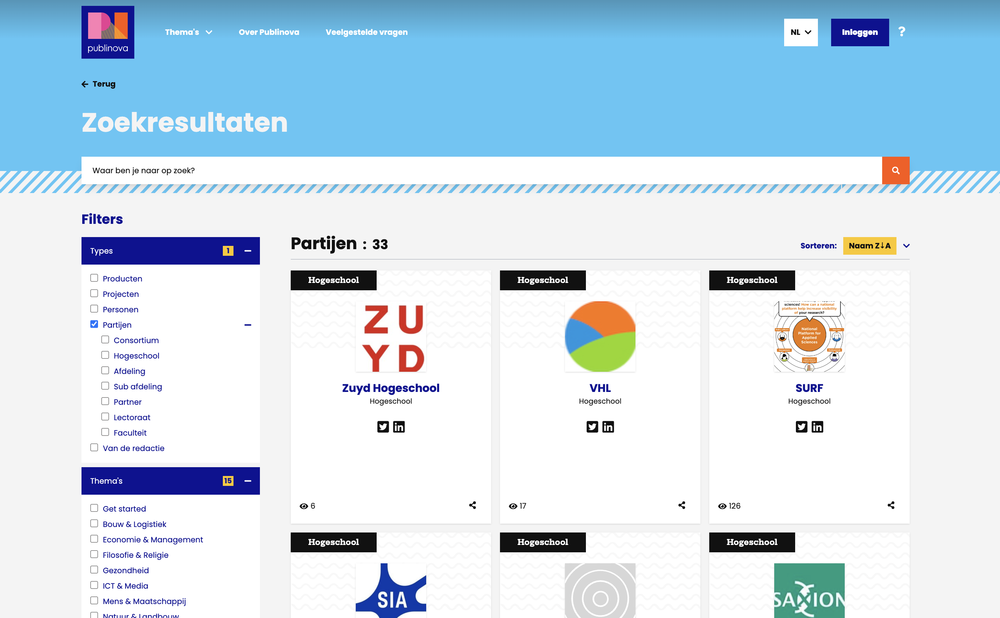 publinova
Thema's
Over Publinova
Veelgestelde vragen
NL
Inloggen
?
Terug
Zoekresultaten
Waar ben je naar op zoek?
Filters
Types 1
Producten
Projecten
Personen
Partijen
Consortium
Hogeschool
Afdeling
Sub afdeling
Partner
Lectoraat
Faculteit
Van de redactie
Thema's 15
Get started
Bouw & Logistiek
Economie & Management
Filosofie & Religie
Gezondheid
ICT & Media
Mens & Maatschappij
Natuur & Landbouw
Partijen : 33
Sorteren: Naam Z↓A
Hogeschool
ZU
YD
Zuyd Hogeschool
Hogeschool
6
Hogeschool
VHL
Hogeschool
17
Hogeschool
sciences! How can a national
platform help increase visibility
of your research?
National
Platform for
Applied
Sciences
SURF
Hogeschool
126
Hogeschool
SIA
Hogeschool
Hogeschool
SAXION